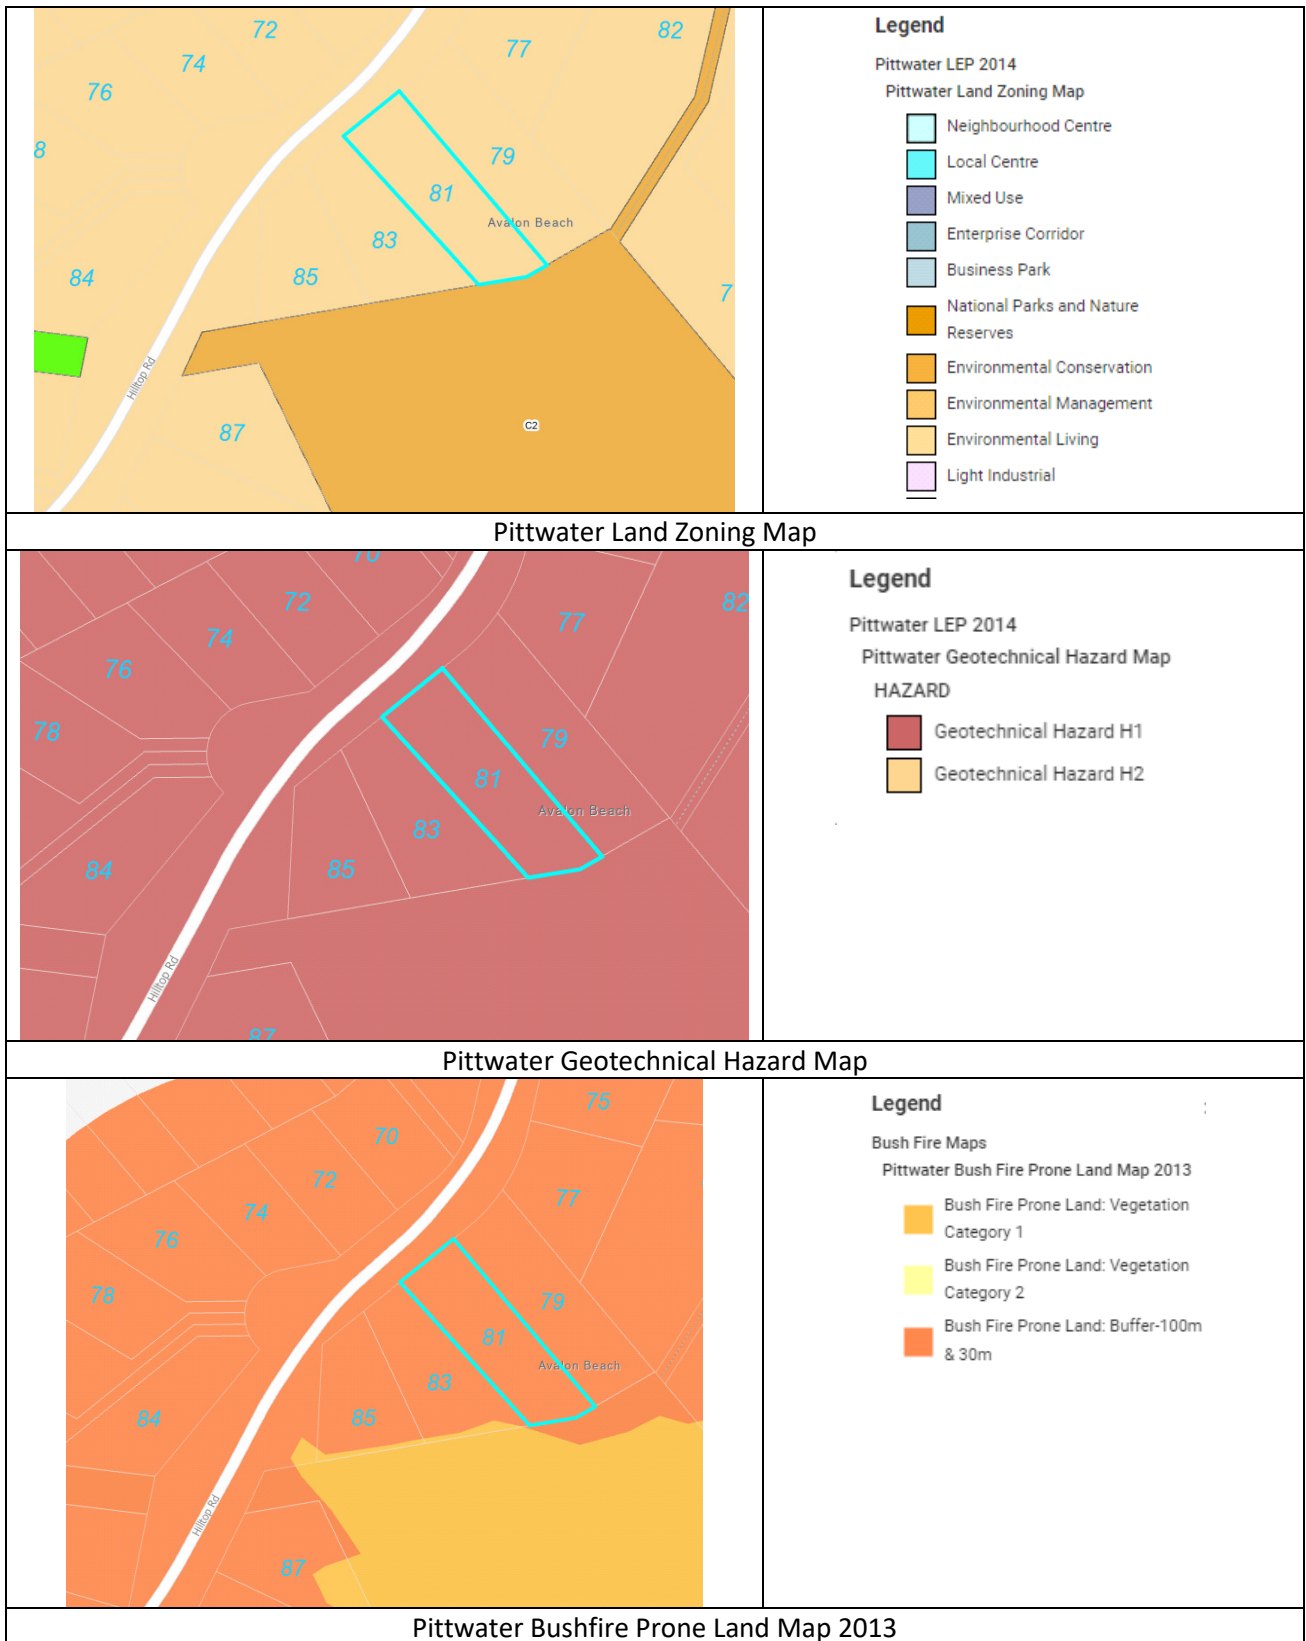 72
82
77
74
76
8
79
81
Avalon Beach
83
84
85
7
Hilltop Rd
87
C2
Legend
Pittwater LEP 2014
Pittwater Land Zoning Map
Neighbourhood Centre
Local Centre
Mixed Use
Enterprise Corridor
Business Park
National Parks and Nature
Reserves
Environmental Conservation
Environmental Management
Environmental Living
Light Industrial
Pittwater Land Zoning Map
70
72
82
77
74
76
78
79
81
Avalon Beach
83
84
85
Hilltop Rd
87
Legend
Pittwater LEP 2014
Pittwater Geotechnical Hazard Map
HAZARD
Geotechnical Hazard H1
Geotechnical Hazard H2
Pittwater Geotechnical Hazard Map
75
70
72
77
74
76
78
79
81
Avalon Beach
83
84
85
Hilltop Rd
87
Legend
Bush Fire Maps
Pittwater Bush Fire Prone Land Map 2013
Bush Fire Prone Land: Vegetation
Category 1
Bush Fire Prone Land: Vegetation
Category 2
Bush Fire Prone Land: Buffer-100m
& 30m
Pittwater Bushfire Prone Land Map 2013